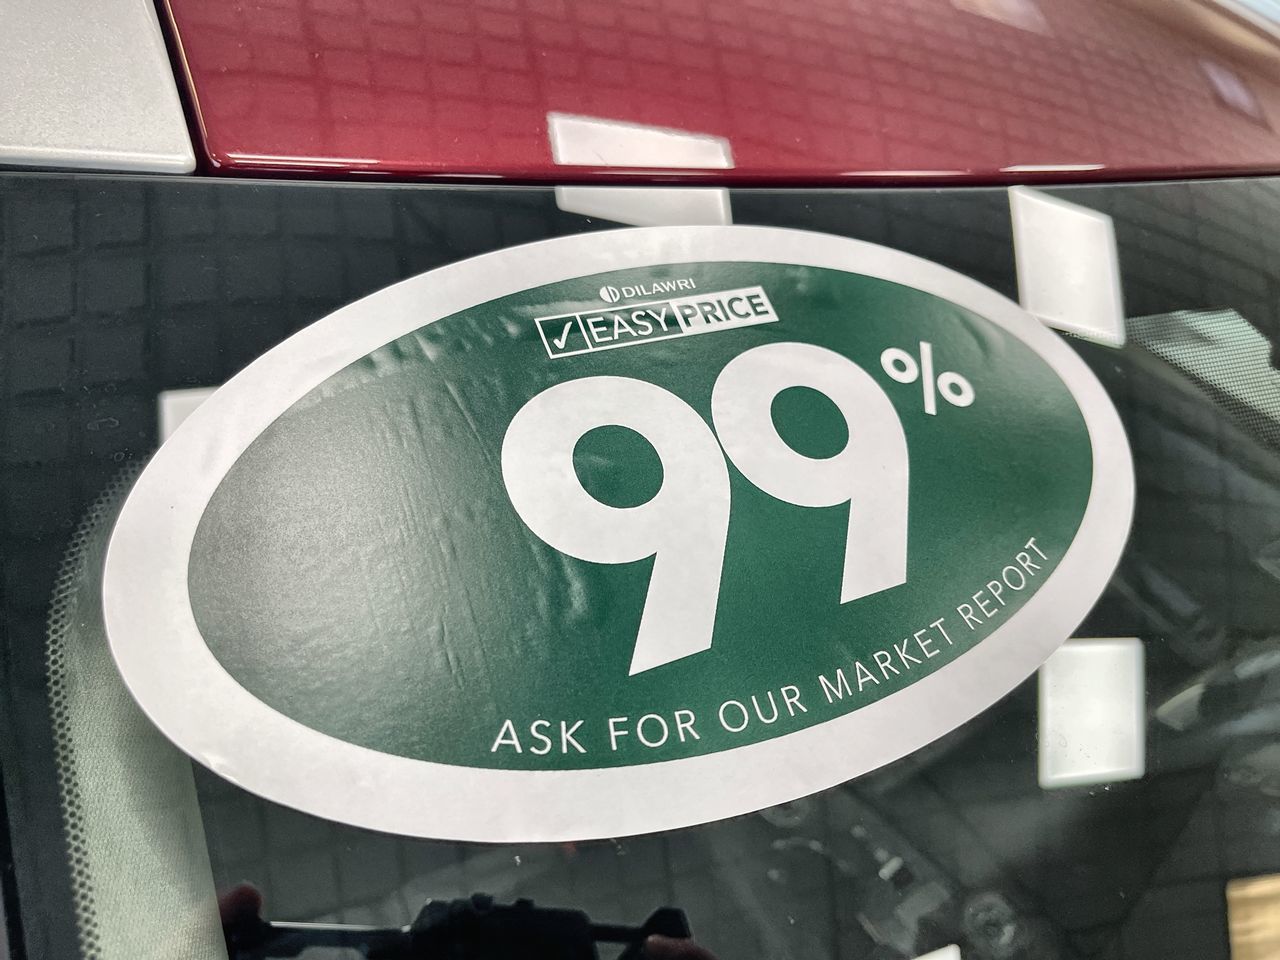 DILAWRI
✓ EASY PRICE
99%
ASK FOR OUR MARKET REPORT